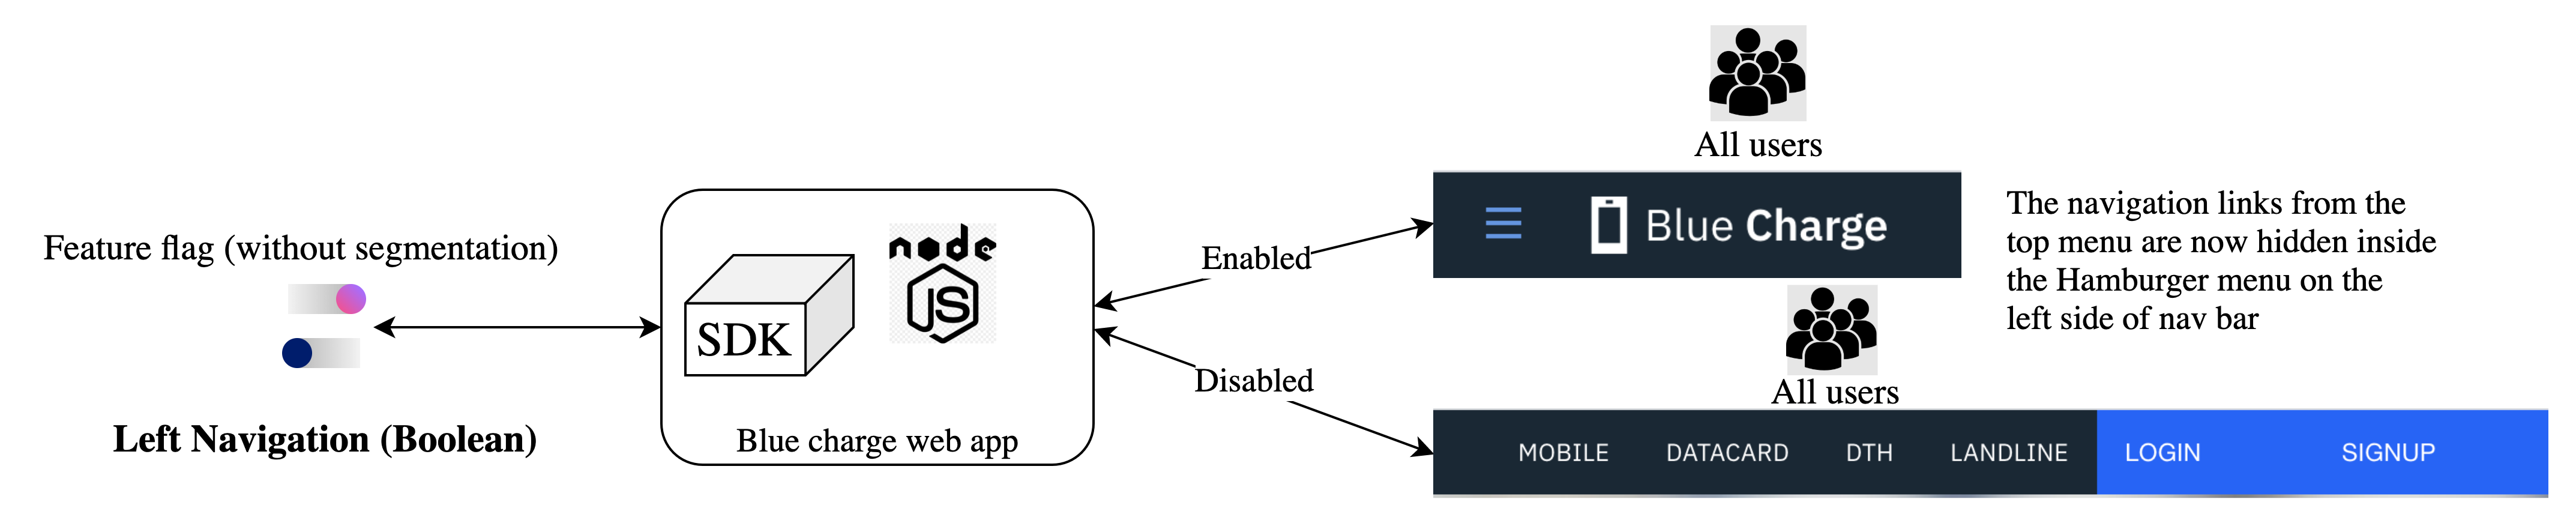 Feature flag (without segmentation)
Left Navigation (Boolean)
SDK
node
JS
Blue charge web app
Enabled
Disabled
All users
Blue Charge
The navigation links from the
top menu are now hidden inside
the Hamburger menu on the
left side of nav bar
All users
MOBILE DATACARD DTH LANDLINE LOGIN SIGNUP